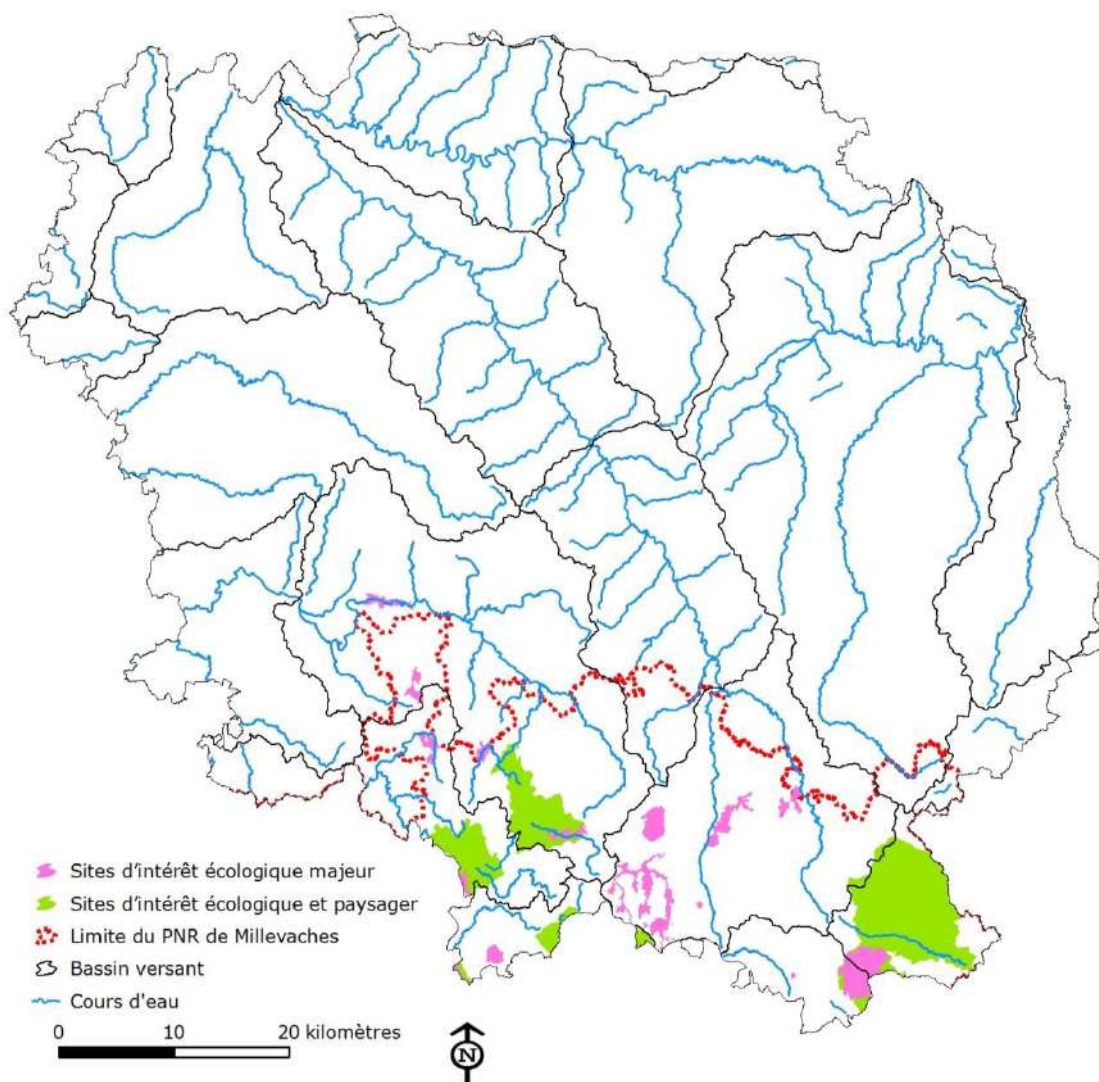 Sites d'intérêt écologique majeur
Sites d'intérêt écologique et paysager
Limite du PNR de Millevaches
Bassin versant
Cours d'eau
0 10 20 kilomètres
N